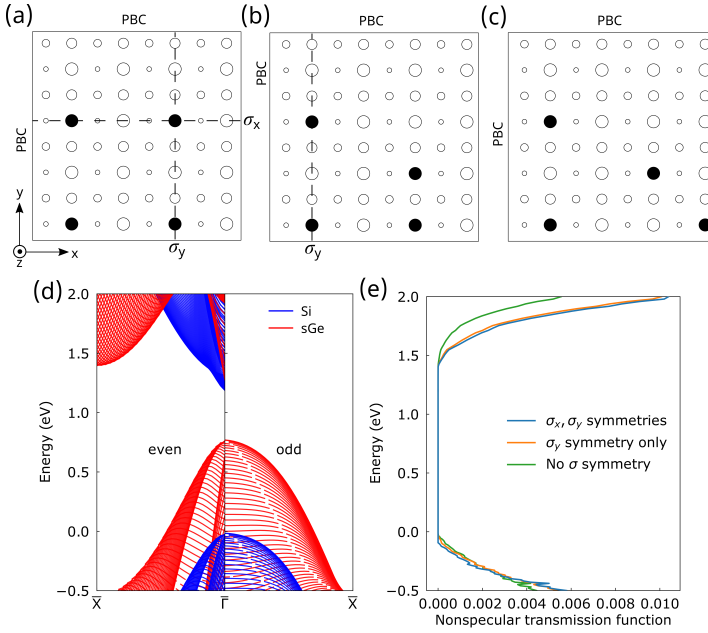 (a)
PBC
(b)
PBC
(c)
PBC
PBC
PBC
PBC
σx
y
x
z
σy
σy
(d)
(e)
2.0
1.5
1.0
0.5
0.0
−0.5
Energy (eV)
Si
sGe
even
odd
X̅
Γ̅
X̅
2.0
1.5
1.0
0.5
0.0
−0.5
Energy (eV)
σx, σy symmetries
σy symmetry only
No σ symmetry
0.000 0.002 0.004 0.006 0.008 0.010
Nonspecular transmission function